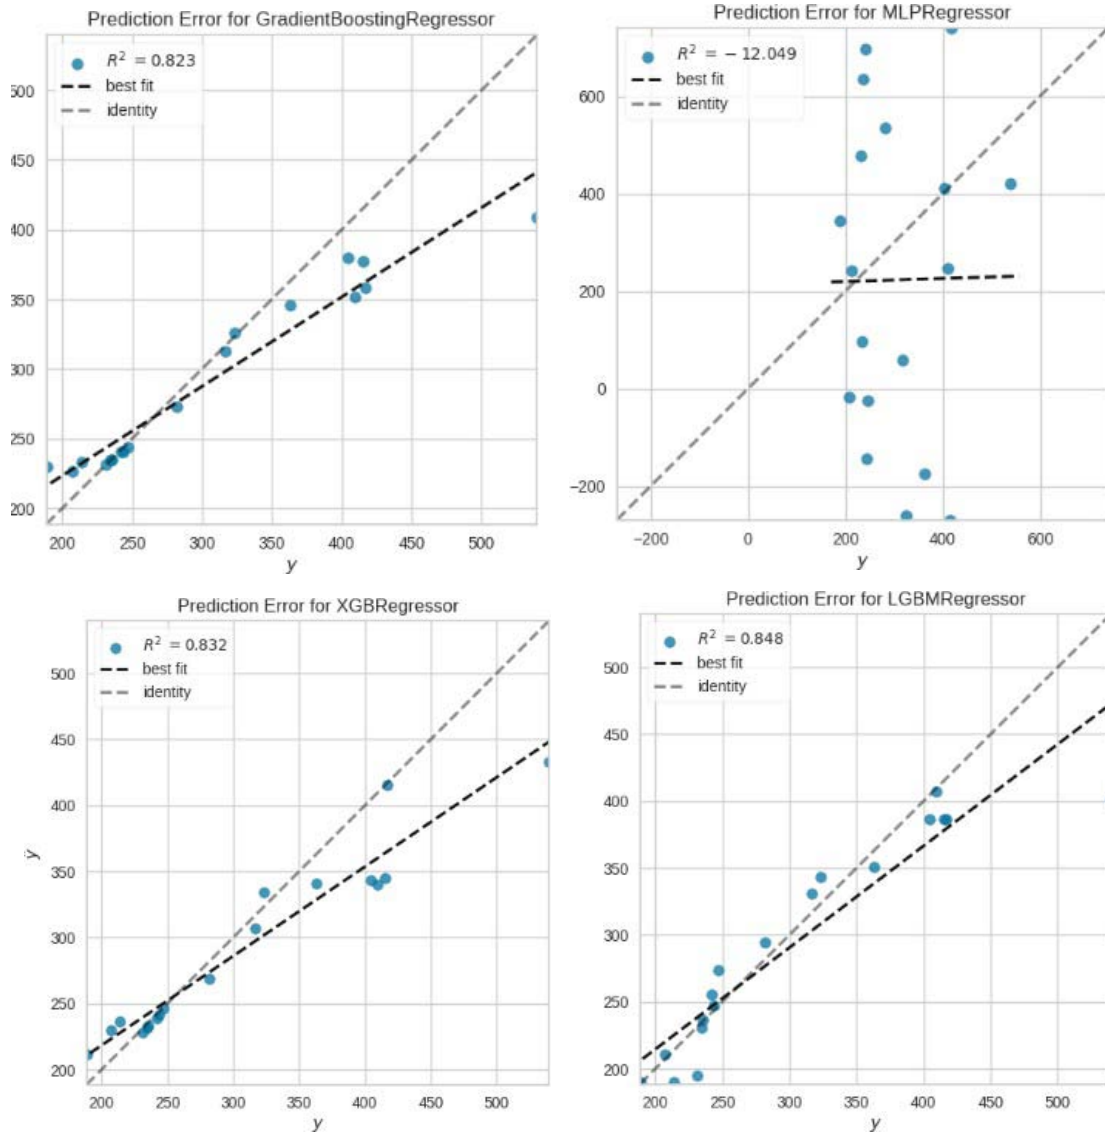 Prediction Error for GradientBoostingRegressor
R² = 0.823
best fit
identity
500
450
400
350
300
250
200
200 250 300 350 400 450 500
y
Prediction Error for MLPRegressor
R² = − 12.049
best fit
identity
600
400
200
0
−200
−200 0 200 400 600
y
Prediction Error for XGBRegressor
R² = 0.832
best fit
identity
500
450
400
350
300
250
200
ŷ
200 250 300 350 400 450 500
y
Prediction Error for LGBMRegressor
R² = 0.848
best fit
identity
500
450
400
350
300
250
200
200 250 300 350 400 450 500
y